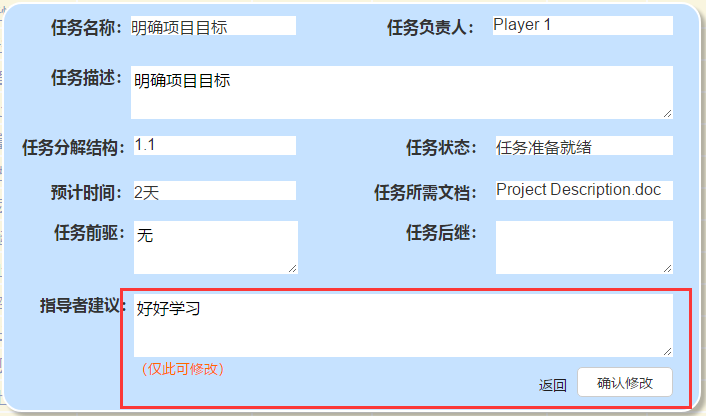 任务名称： 明确项目目标 任务负责人： Player 1
任务描述： 明确项目目标
任务分解结构： 1.1 任务状态： 任务准备就绪
预计时间： 2天 任务所需文档： Project Description.doc
任务前驱： 无 任务后继：
指导者建议： 好好学习
（仅此可修改）
返回 确认修改